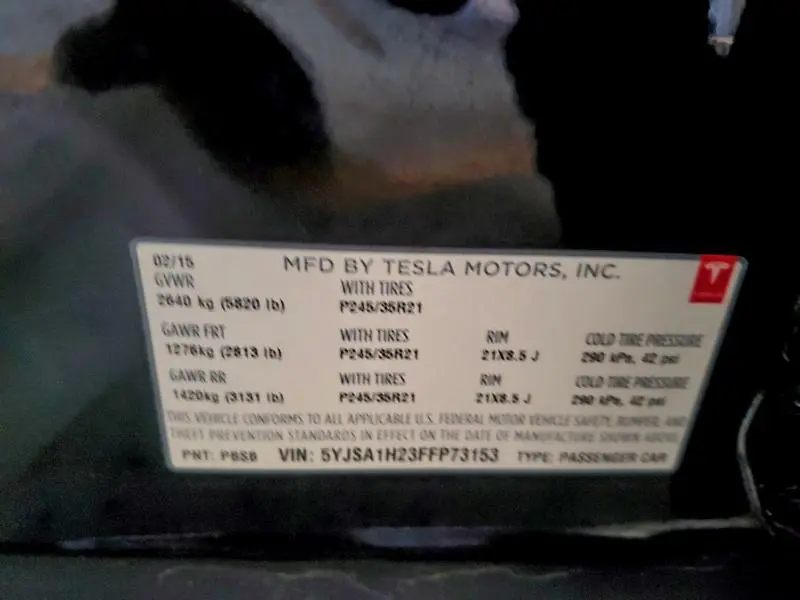 02/15 MFD BY TESLA MOTORS, INC.
GVWR WITH TIRES
2640 kg (5820 lb) P245/35R21
GAWR FRT WITH TIRES RIM COLD TIRE PRESSURE
1276kg (2813 lb) P245/35R21 21X8.5 J 290 kPa, 42 psi
GAWR RR WITH TIRES RIM COLD TIRE PRESSURE
1420kg (3131 lb) P245/35R21 21X8.5 J 290 kPa, 42 psi
THIS VEHICLE CONFORMS TO ALL APPLICABLE U.S. FEDERAL MOTOR VEHICLE SAFETY, BUMPER, AND
THEFT PREVENTION STANDARDS IN EFFECT ON THE DATE OF MANUFACTURE SHOWN ABOVE
PNT: PBSB VIN: 5YJSA1H23FFP73153 TYPE: PASSENGER CAR